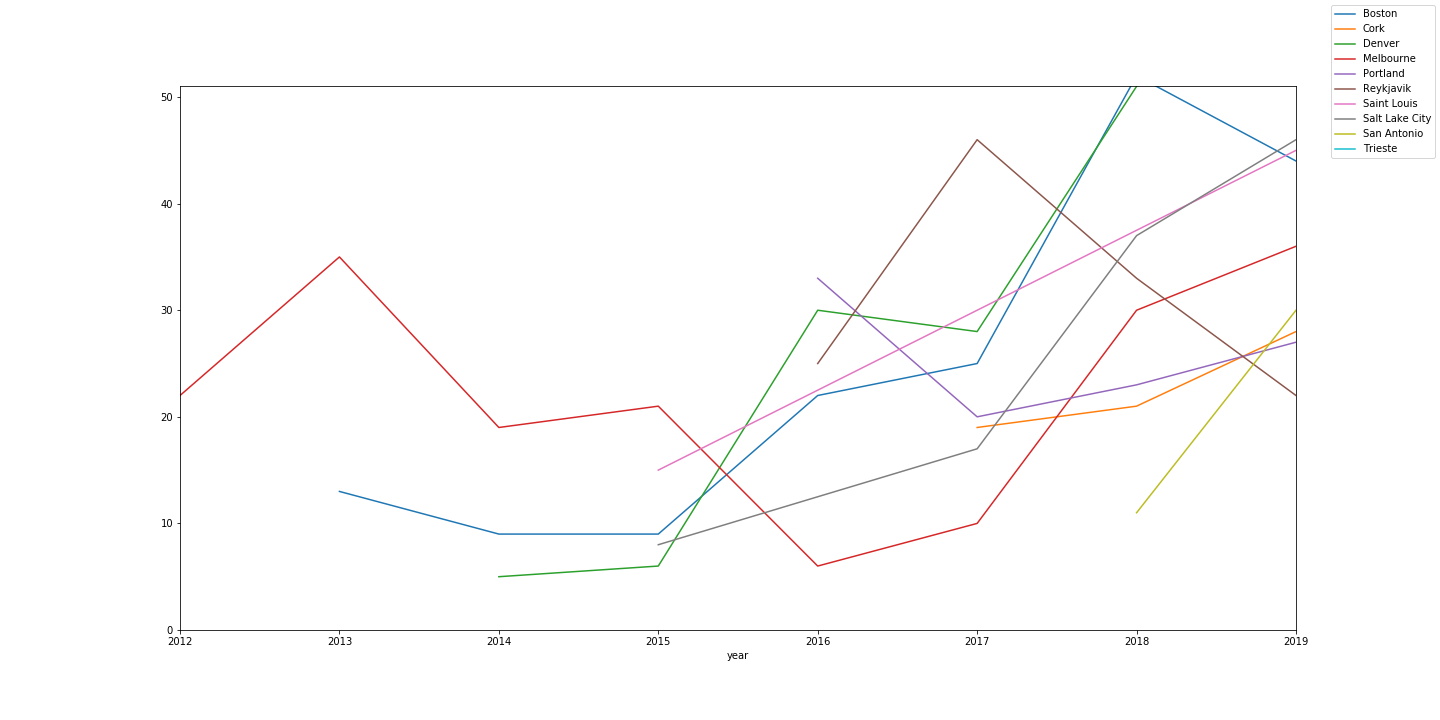 Boston
Cork
Denver
Melbourne
Portland
Reykjavik
Saint Louis
Salt Lake City
San Antonio
Trieste
50
40
30
20
10
0
2012 2013 2014 2015 2016 2017 2018 2019
year